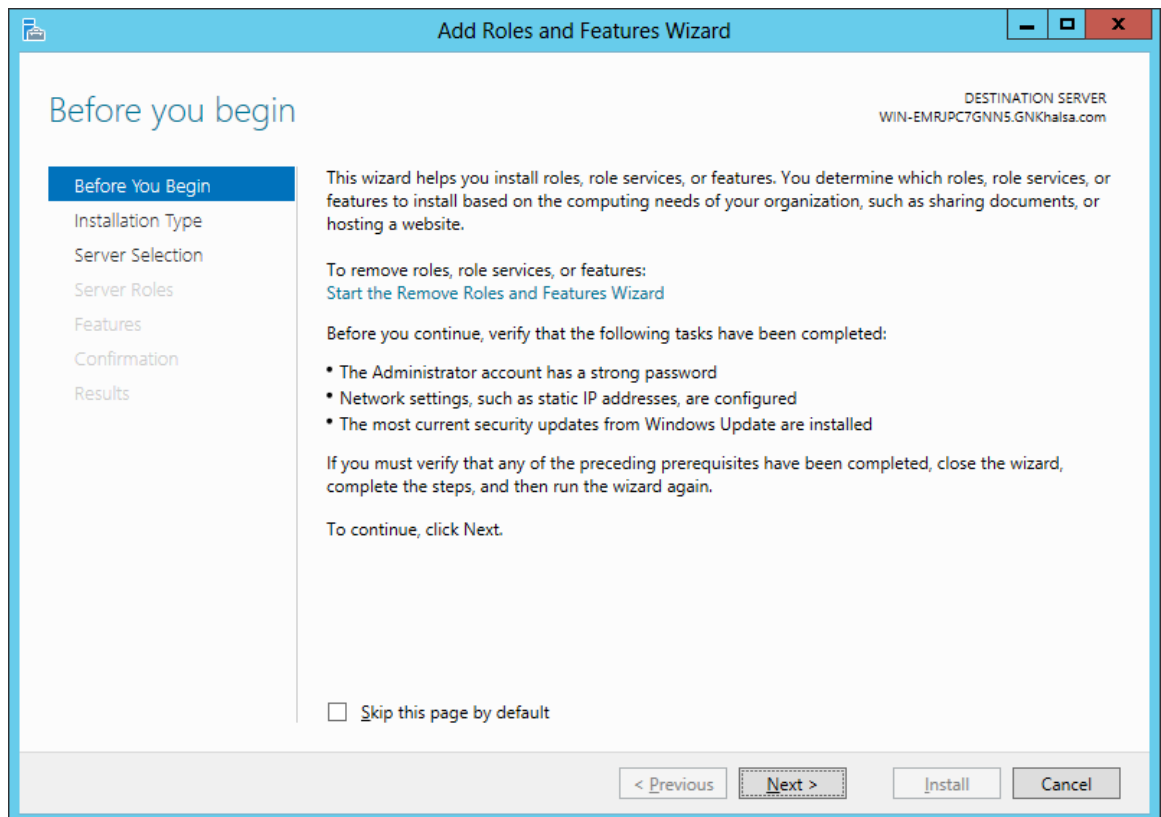 Add Roles and Features Wizard
Before you begin
DESTINATION SERVER
WIN-EMRJPC7GNN5.GNKhalsa.com
Before You Begin
Installation Type
Server Selection
Server Roles
Features
Confirmation
Results
This wizard helps you install roles, role services, or features. You determine which roles, role services, or
features to install based on the computing needs of your organization, such as sharing documents, or
hosting a website.
To remove roles, role services, or features:
Start the Remove Roles and Features Wizard
Before you continue, verify that the following tasks have been completed:
• The Administrator account has a strong password
• Network settings, such as static IP addresses, are configured
• The most current security updates from Windows Update are installed
If you must verify that any of the preceding prerequisites have been completed, close the wizard,
complete the steps, and then run the wizard again.
To continue, click Next.
Skip this page by default
< Previous
Next >
Install
Cancel